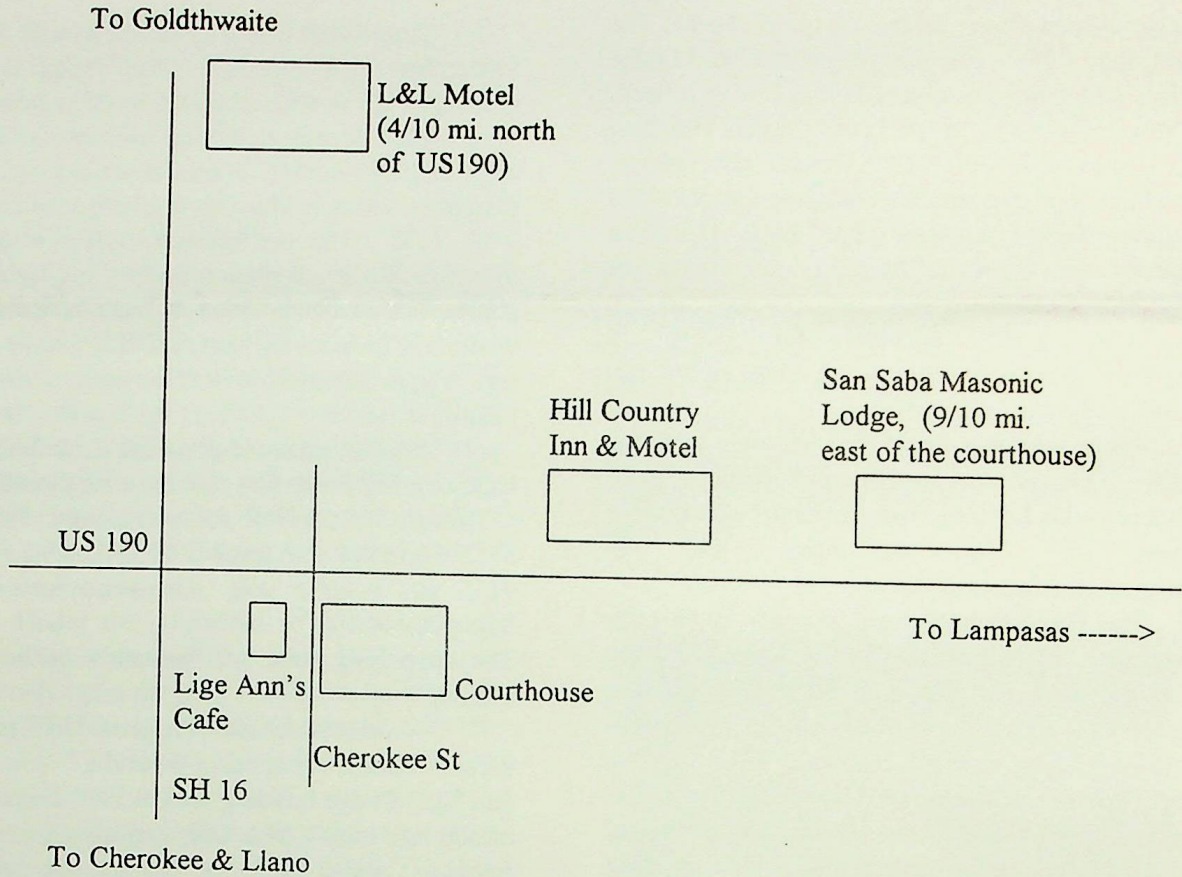 To Goldthwaite
L&L Motel
(4/10 mi. north
of US190)
San Saba Masonic
Lodge, (9/10 mi.
east of the courthouse)
Hill Country
Inn & Motel
US 190
To Lampasas ------>
Lige Ann's
Cafe
Courthouse
Cherokee St
SH 16
To Cherokee & Llano